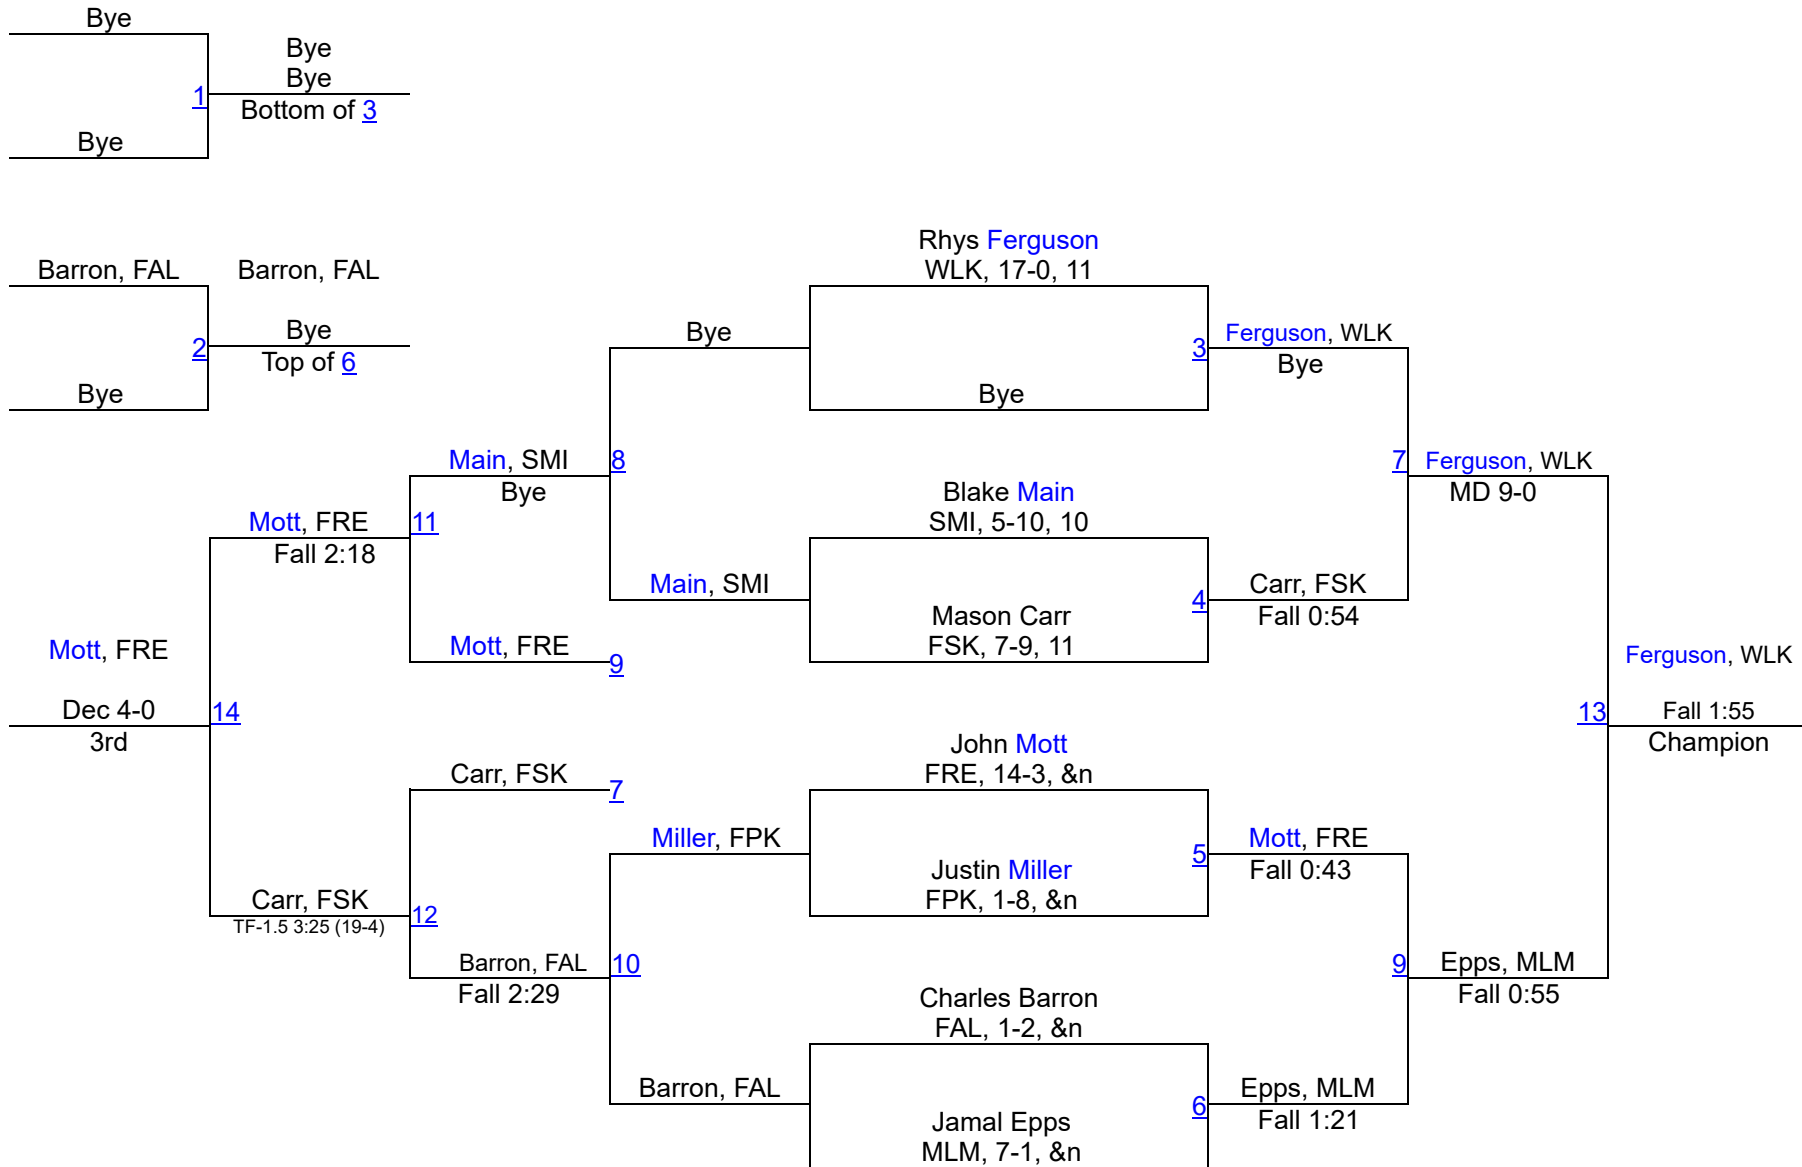 Bye
Bye
Bye
1
Bottom of 3
Bye
Barron, FAL
Barron, FAL
Bye
2
Top of 6
Bye
Rhys Ferguson
WLK, 17-0, 11
Bye
3
Ferguson, WLK
Bye
Bye
Main, SMI
8
Bye
7
Ferguson, WLK
MD 9-0
Blake Main
SMI, 5-10, 10
Mott, FRE
11
Fall 2:18
Main, SMI
4
Carr, FSK
Fall 0:54
Mason Carr
FSK, 7-9, 11
Mott, FRE
Mott, FRE
9
Ferguson, WLK
Dec 4-0
14
3rd
13
Fall 1:55
Champion
John Mott
FRE, 14-3, &n
Carr, FSK
7
Miller, FPK
5
Mott, FRE
Fall 0:43
Justin Miller
FPK, 1-8, &n
Carr, FSK
12
TF-1.5 3:25 (19-4)
Barron, FAL
10
Fall 2:29
9
Epps, MLM
Fall 0:55
Charles Barron
FAL, 1-2, &n
Barron, FAL
6
Epps, MLM
Fall 1:21
Jamal Epps
MLM, 7-1, &n